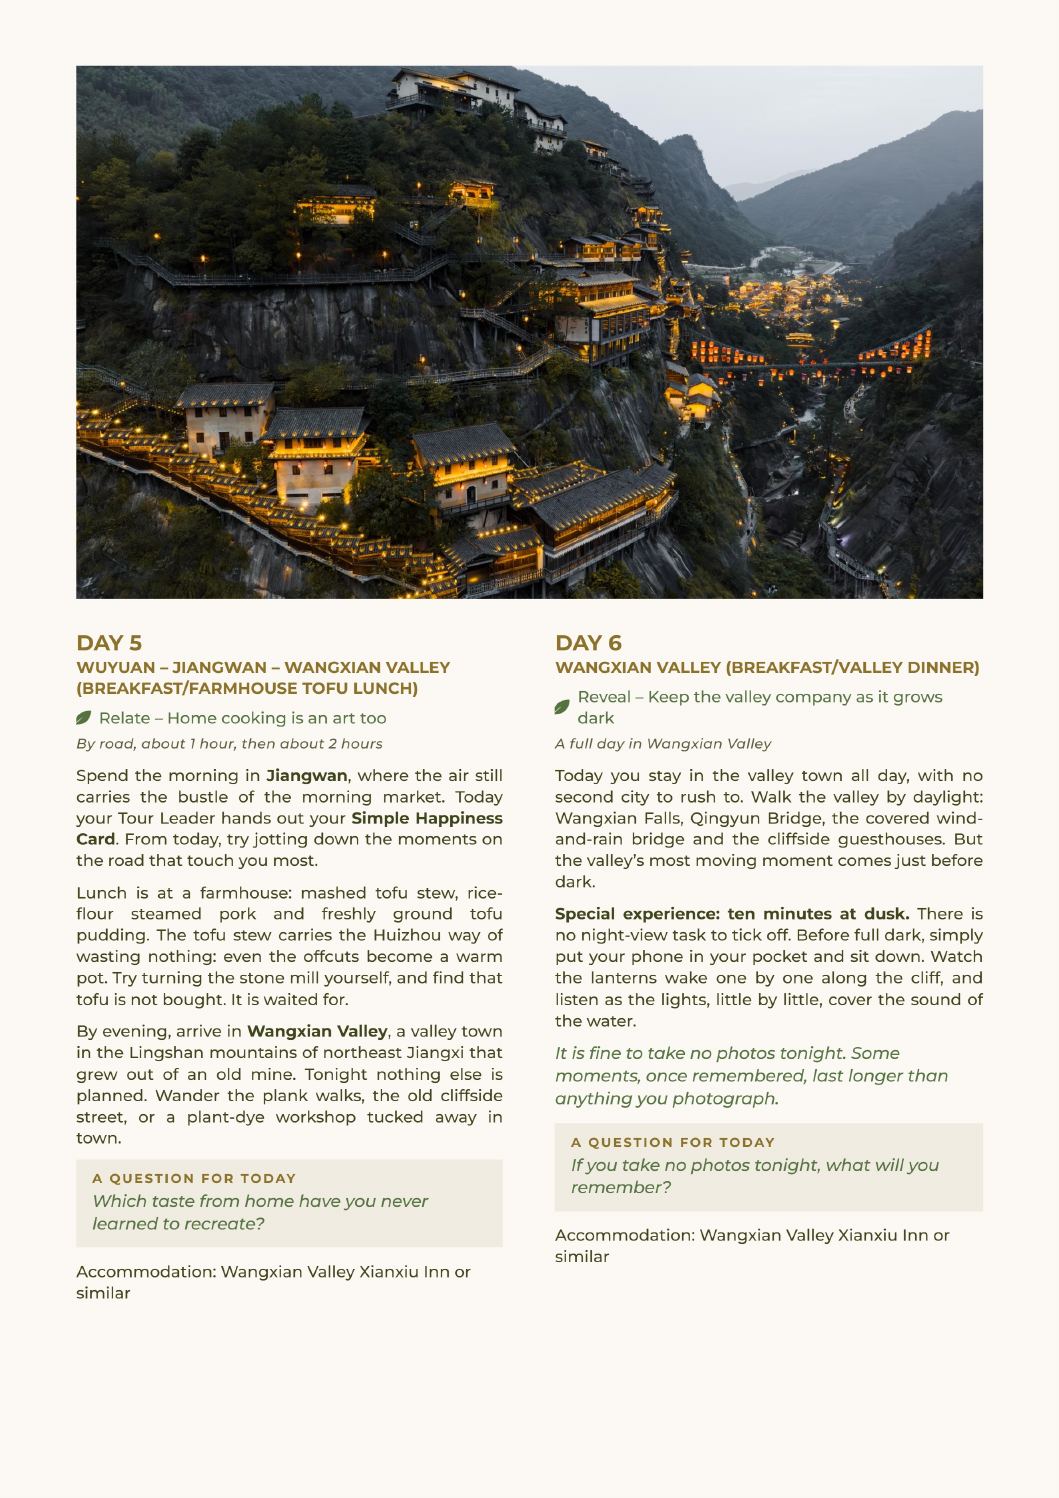 DAY 5
WUYUAN – JIANGWAN – WANGXIAN VALLEY
(BREAKFAST/FARMHOUSE TOFU LUNCH)
Relate – Home cooking is an art too
By road, about 1 hour, then about 2 hours
Spend the morning in Jiangwan, where the air still
carries the bustle of the morning market. Today
your Tour Leader hands out your Simple Happiness
Card. From today, try jotting down the moments on
the road that touch you most.
Lunch is at a farmhouse: mashed tofu stew, rice-
flour steamed pork and freshly ground tofu
pudding. The tofu stew carries the Huizhou way of
wasting nothing: even the offcuts become a warm
pot. Try turning the stone mill yourself, and find that
tofu is not bought. It is waited for.
By evening, arrive in Wangxian Valley, a valley town
in the Lingshan mountains of northeast Jiangxi that
grew out of an old mine. Tonight nothing else is
planned. Wander the plank walks, the old cliffside
street, or a plant-dye workshop tucked away in
town.
A QUESTION FOR TODAY
Which taste from home have you never
learned to recreate?
Accommodation: Wangxian Valley Xianxiu Inn or
similar
DAY 6
WANGXIAN VALLEY (BREAKFAST/VALLEY DINNER)
Reveal – Keep the valley company as it grows
dark
A full day in Wangxian Valley
Today you stay in the valley town all day, with no
second city to rush to. Walk the valley by daylight:
Wangxian Falls, Qingyun Bridge, the covered wind-
and-rain bridge and the cliffside guesthouses. But
the valley’s most moving moment comes just before
dark.
Special experience: ten minutes at dusk. There is
no night-view task to tick off. Before full dark, simply
put your phone in your pocket and sit down. Watch
the lanterns wake one by one along the cliff, and
listen as the lights, little by little, cover the sound of
the water.
It is fine to take no photos tonight. Some
moments, once remembered, last longer than
anything you photograph.
A QUESTION FOR TODAY
If you take no photos tonight, what will you
remember?
Accommodation: Wangxian Valley Xianxiu Inn or
similar